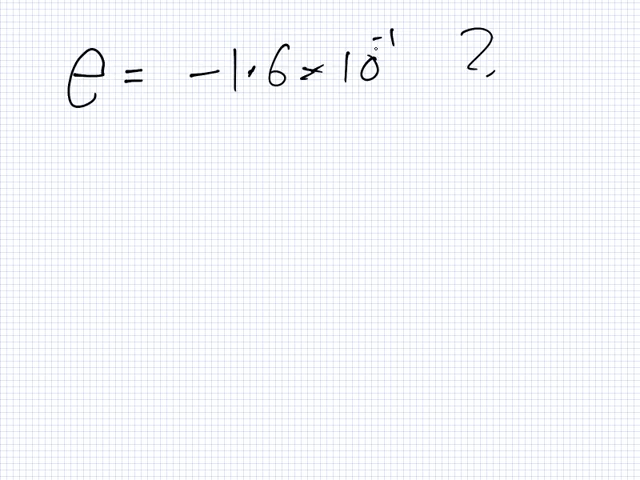 e = -1.6 × 10⁻¹ ?